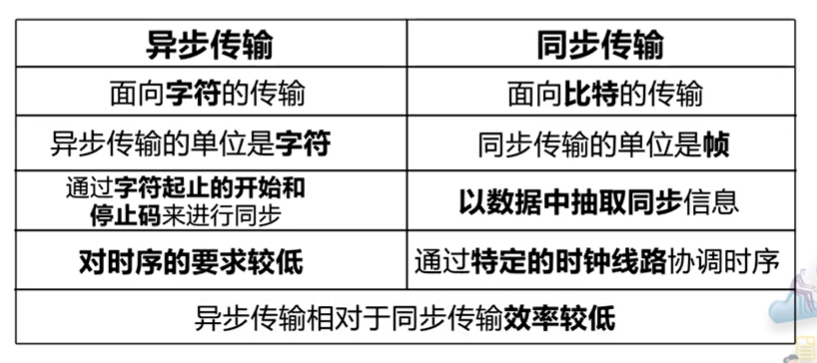 异步传输
同步传输
面向字符的传输
面向比特的传输
异步传输的单位是字符
同步传输的单位是帧
通过字符起止的开始和
停止码来进行同步
以数据中抽取同步信息
对时序的要求较低
通过特定的时钟线路协调时序
异步传输相对于同步传输效率较低